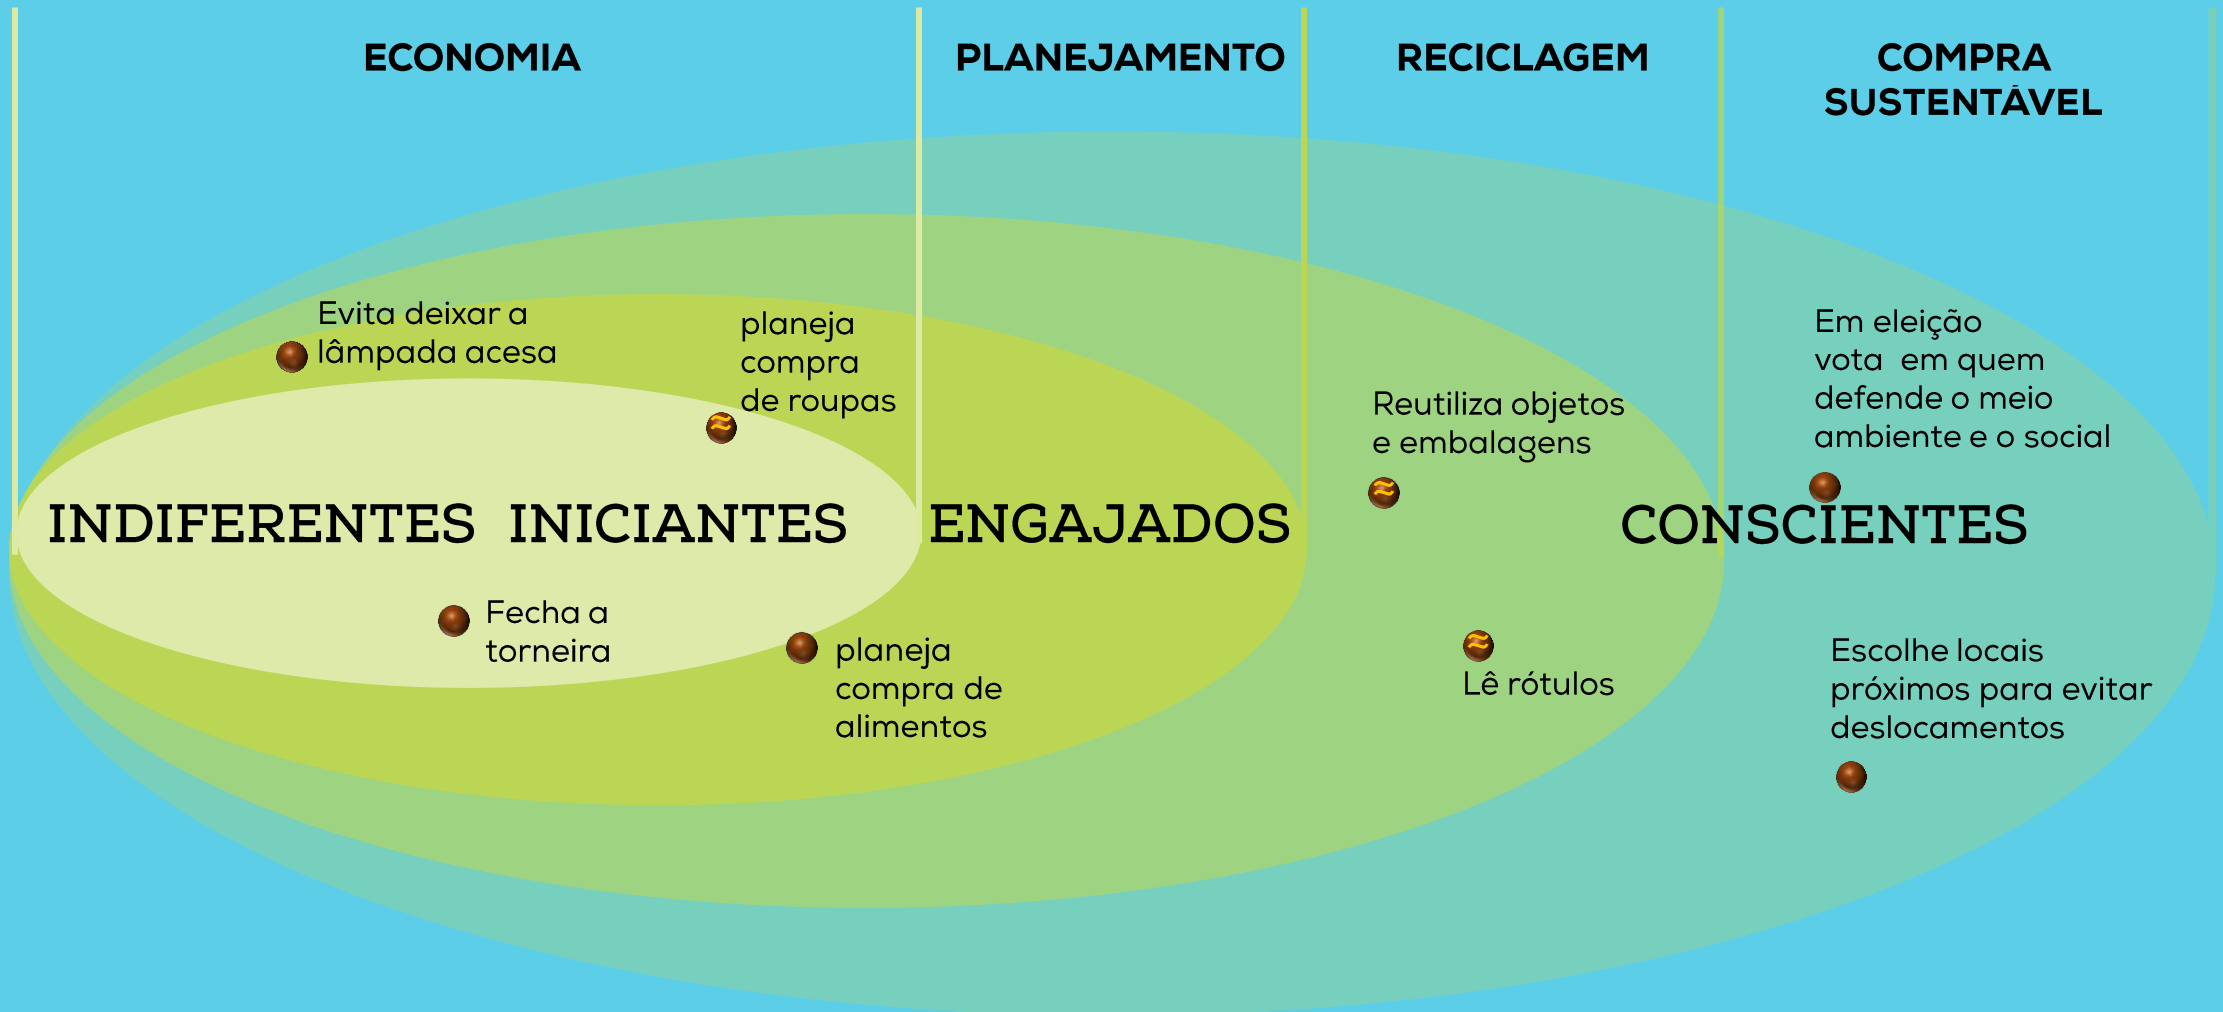 ECONOMIA
PLANEJAMENTO
RECICLAGEM
COMPRA
SUSTENTÁVEL
Evita deixar a
lâmpada acesa
planeja
compra
de roupas
Reutiliza objetos
e embalagens
Em eleição
vota em quem
defende o meio
ambiente e o social
INDIFERENTES INICIANTES ENGAJADOS CONSCIENTES
Fecha a
torneira
planeja
compra de
alimentos
Lê rótulos
Escolhe locais
próximos para evitar
deslocamentos